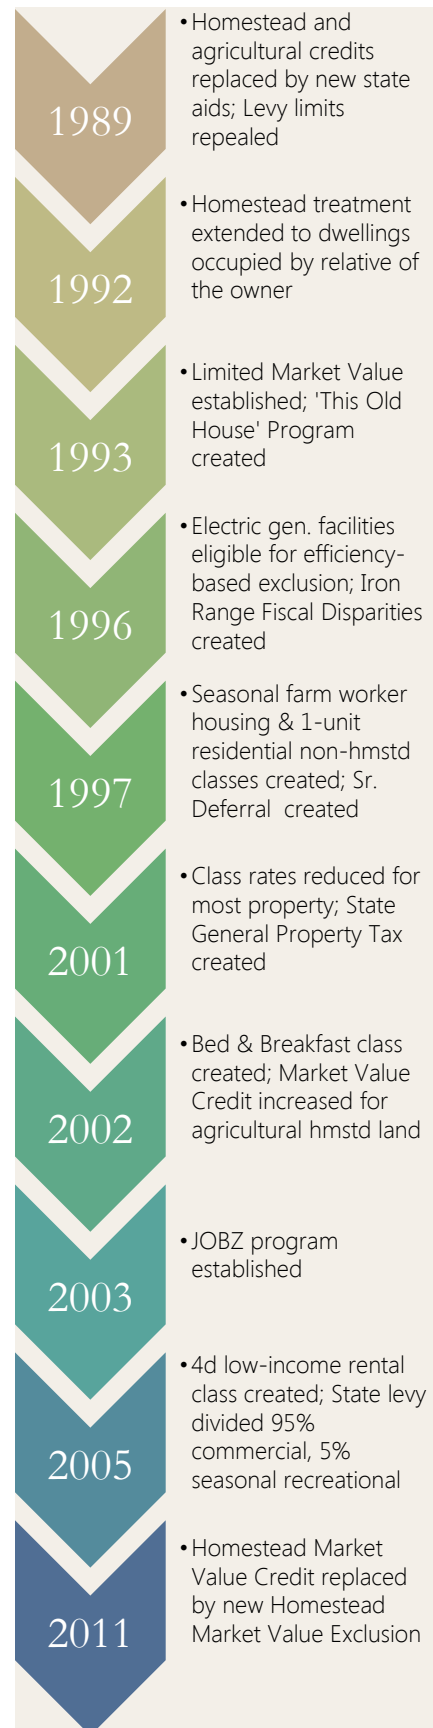 1989
•Homestead and
agricultural credits
replaced by new state
aids; Levy limits
repealed
1992
•Homestead treatment
extended to dwellings
occupied by relative of
the owner
1993
•Limited Market Value
established; 'This Old
House' Program
created
1996
•Electric gen. facilities
eligible for efficiency-
based exclusion; Iron
Range Fiscal Disparities
created
1997
•Seasonal farm worker
housing & 1-unit
residential non-hmstd
classes created; Sr.
Deferral created
2001
•Class rates reduced for
most property; State
General Property Tax
created
2002
•Bed & Breakfast class
created; Market Value
Credit increased for
agricultural hmstd land
2003
•JOBZ program
established
2005
•4d low-income rental
class created; State levy
divided 95%
commercial, 5%
seasonal recreational
2011
•Homestead Market
Value Credit replaced
by new Homestead
Market Value Exclusion